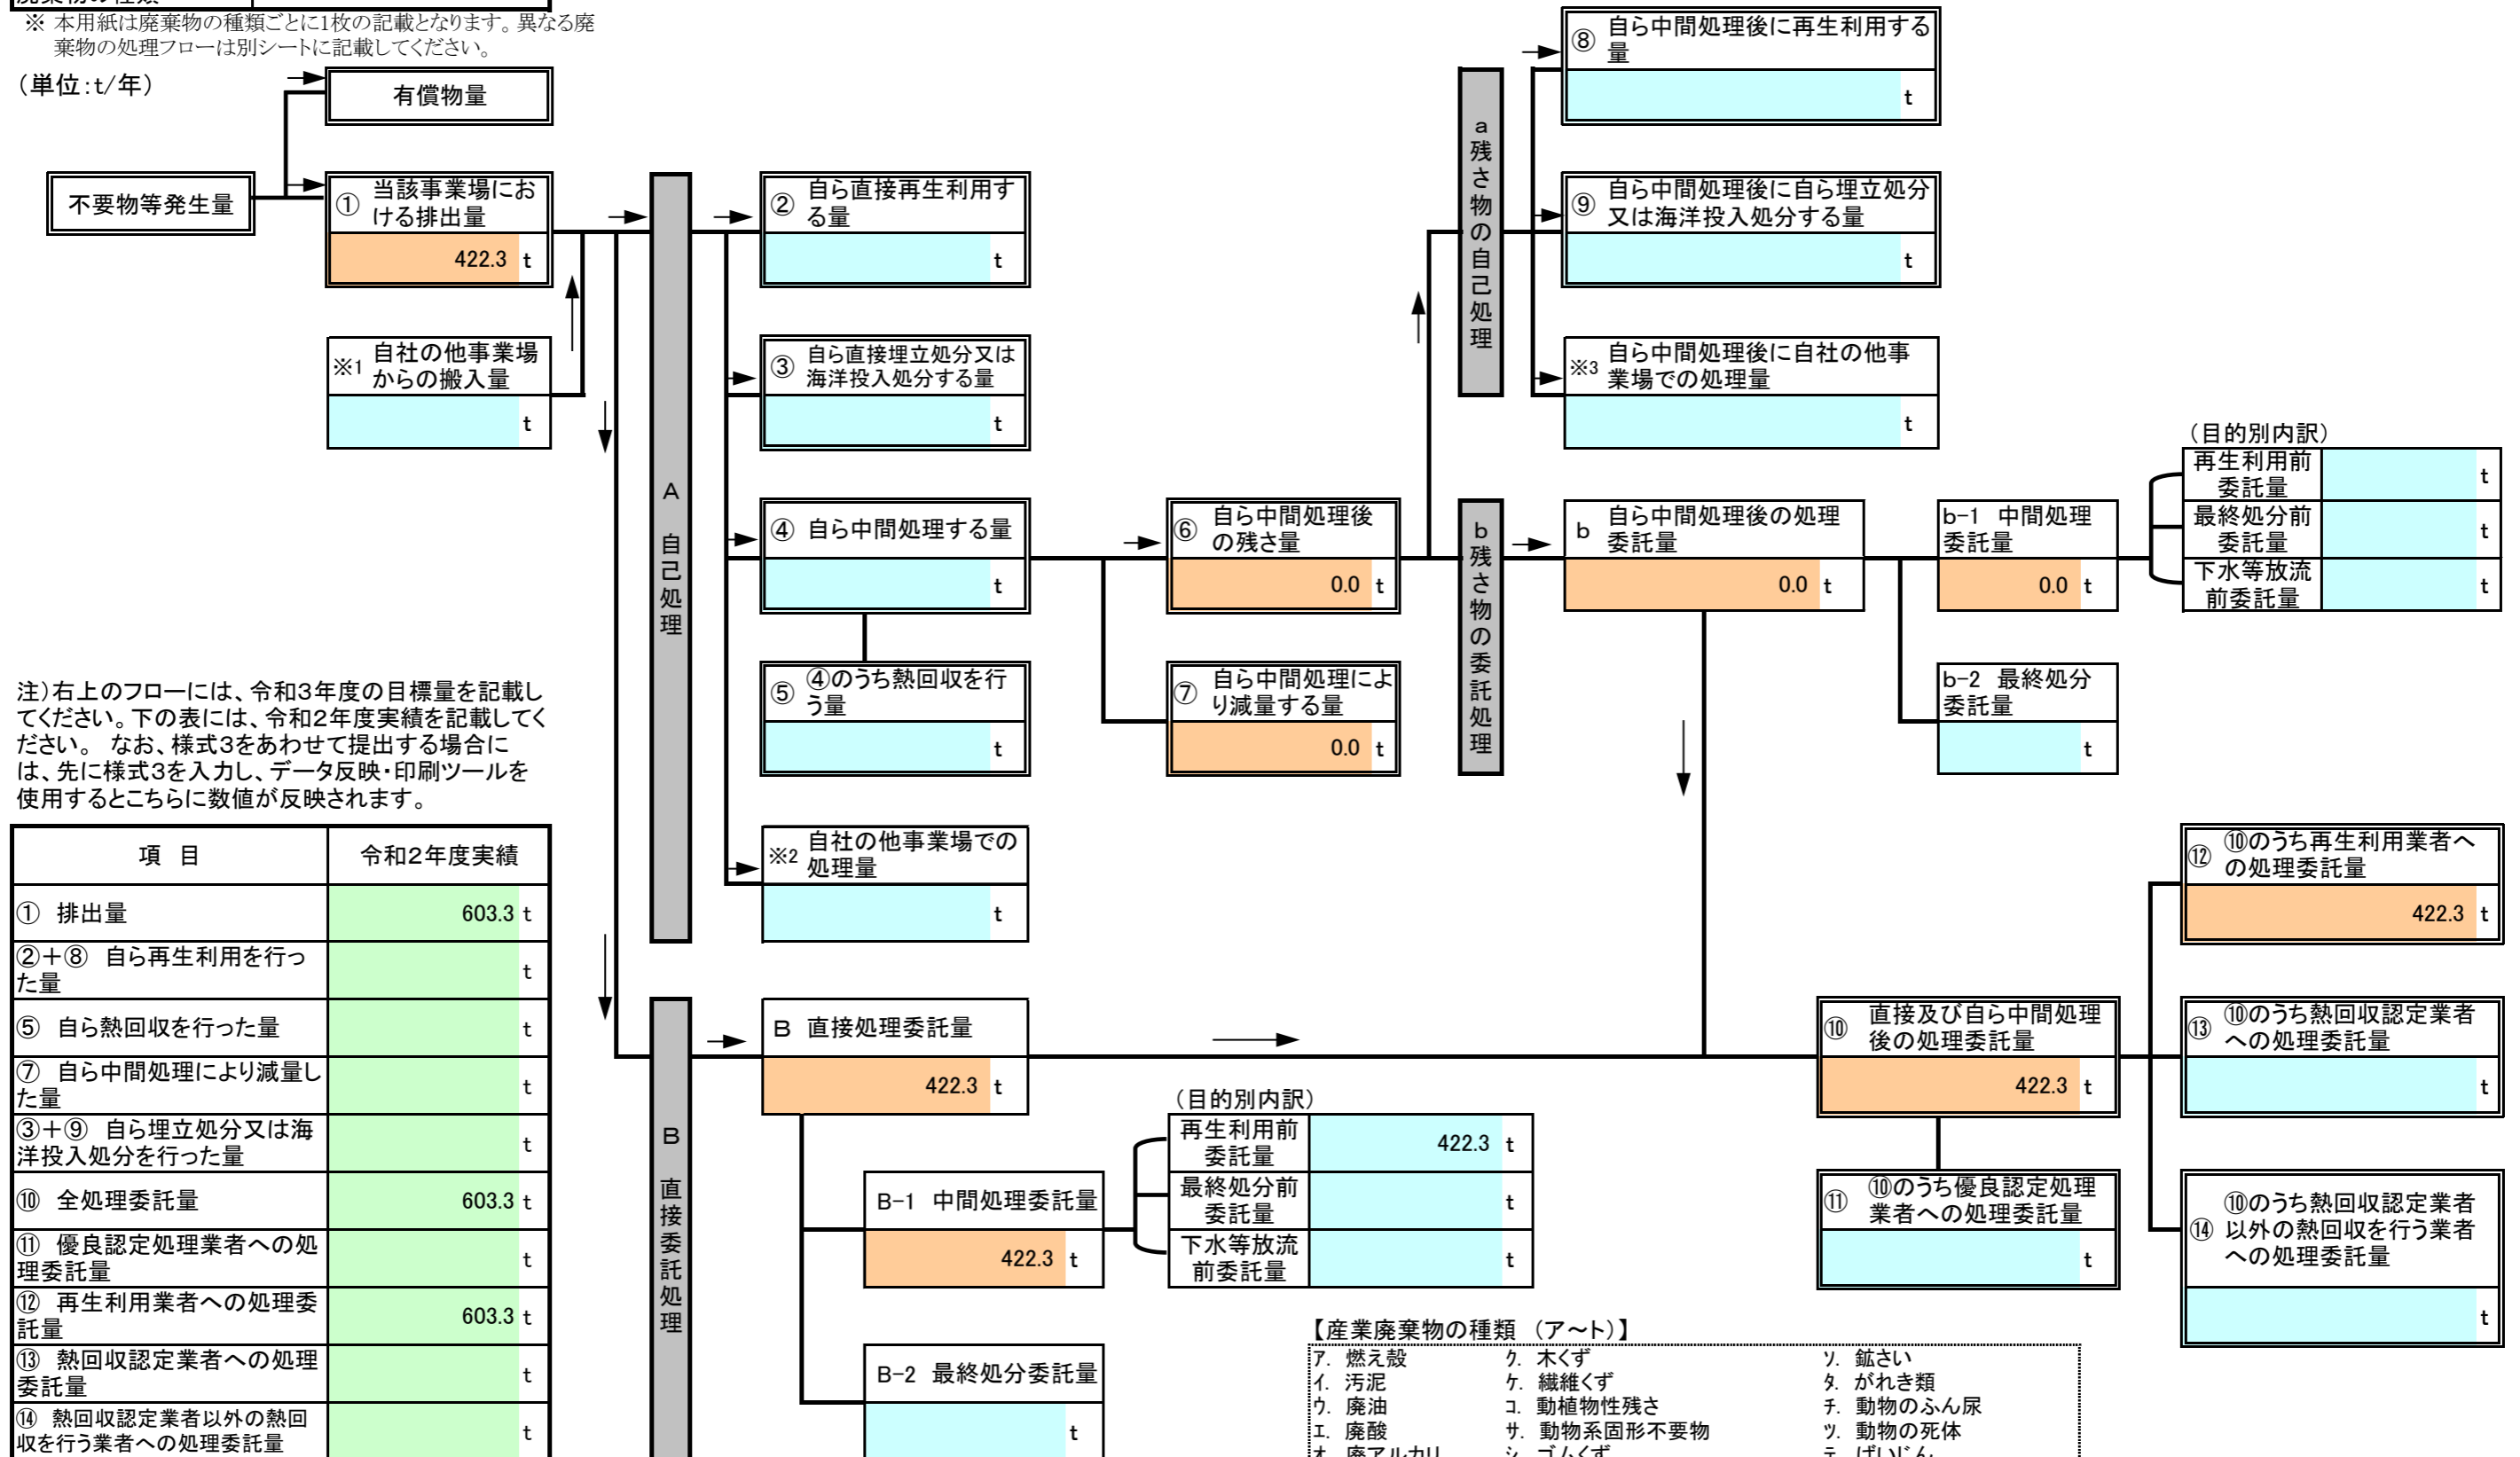 ※ 本用紙は廃棄物の種類ごとに1枚の記載となります。異なる廃
棄物の処理フローは別シートに記載してください。
（単位：t/年）
有償物量
不要物等発生量
① 当該事業場にお
ける排出量
422.3 t
※1 自社の他事業場
からの搬入量
t
A 自己処理
② 自ら直接再生利用す
る量
t
③ 自ら直接埋立処分又は
海洋投入処分する量
t
④ 自ら中間処理する量
t
⑤ ④のうち熱回収を行
う量
t
※2 自社の他事業場での
処理量
t
⑥ 自ら中間処理後
の残さ量
0.0 t
⑦ 自ら中間処理によ
り減量する量
0.0 t
a 残さ物の自己処理
⑧ 自ら中間処理後に再生利用する
量
t
⑨ 自ら中間処理後に自ら埋立処分
又は海洋投入処分する量
t
※3 自ら中間処理後に自社の他事
業場での処理量
t
b 残さ物の委託処理
b 自ら中間処理後の処理
委託量
0.0 t
b-1 中間処理
委託量
0.0 t
b-2 最終処分
委託量
t
（目的別内訳）
再生利用前
委託量
t
最終処分前
委託量
t
下水等放流
前委託量
t
注）右上のフローには、令和3年度の目標量を記載し
てください。下の表には、令和2年度実績を記載してく
ださい。 なお、様式3をあわせて提出する場合に
は、先に様式3を入力し、データ反映・印刷ツールを
使用するとこちらに数値が反映されます。
項 目 令和2年度実績
① 排出量 603.3 t
②＋⑧ 自ら再生利用を行っ
た量
t
⑤ 自ら熱回収を行った量 t
⑦ 自ら中間処理により減量し
た量
t
③＋⑨ 自ら埋立処分又は海
洋投入処分を行った量
t
⑩ 全処理委託量 603.3 t
⑪ 優良認定処理業者への処
理委託量
t
⑫ 再生利用業者への処理委
託量
603.3 t
⑬ 熱回収認定業者への処理
委託量
t
⑭ 熱回収認定業者以外の熱回
収を行う業者への処理委託量
t
B 直接委託処理
B 直接処理委託量
422.3 t
B-1 中間処理委託量
422.3 t
B-2 最終処分委託量
t
（目的別内訳）
再生利用前
委託量
422.3 t
最終処分前
委託量
t
下水等放流
前委託量
t
⑩ 直接及び自ら中間処理
後の処理委託量
422.3 t
⑪ ⑩のうち優良認定処理
業者への処理委託量
t
⑫ ⑩のうち再生利用業者へ
の処理委託量
422.3 t
⑬ ⑩のうち熱回収認定業者
への処理委託量
t
⑭ ⑩のうち熱回収認定業者
以外の熱回収を行う業者
への処理委託量
t
【産業廃棄物の種類 （ア～ト）】
ア. 燃え殻 ク. 木くず ソ. 鉱さい
イ. 汚泥 ケ. 繊維くず タ. がれき類
ウ. 廃油 コ. 動植物性残さ チ. 動物のふん尿
エ. 廃酸 サ. 動物系固形不要物 ツ. 動物の死体
オ. 廃アルカリ シ. ゴムくず テ. ばいじん